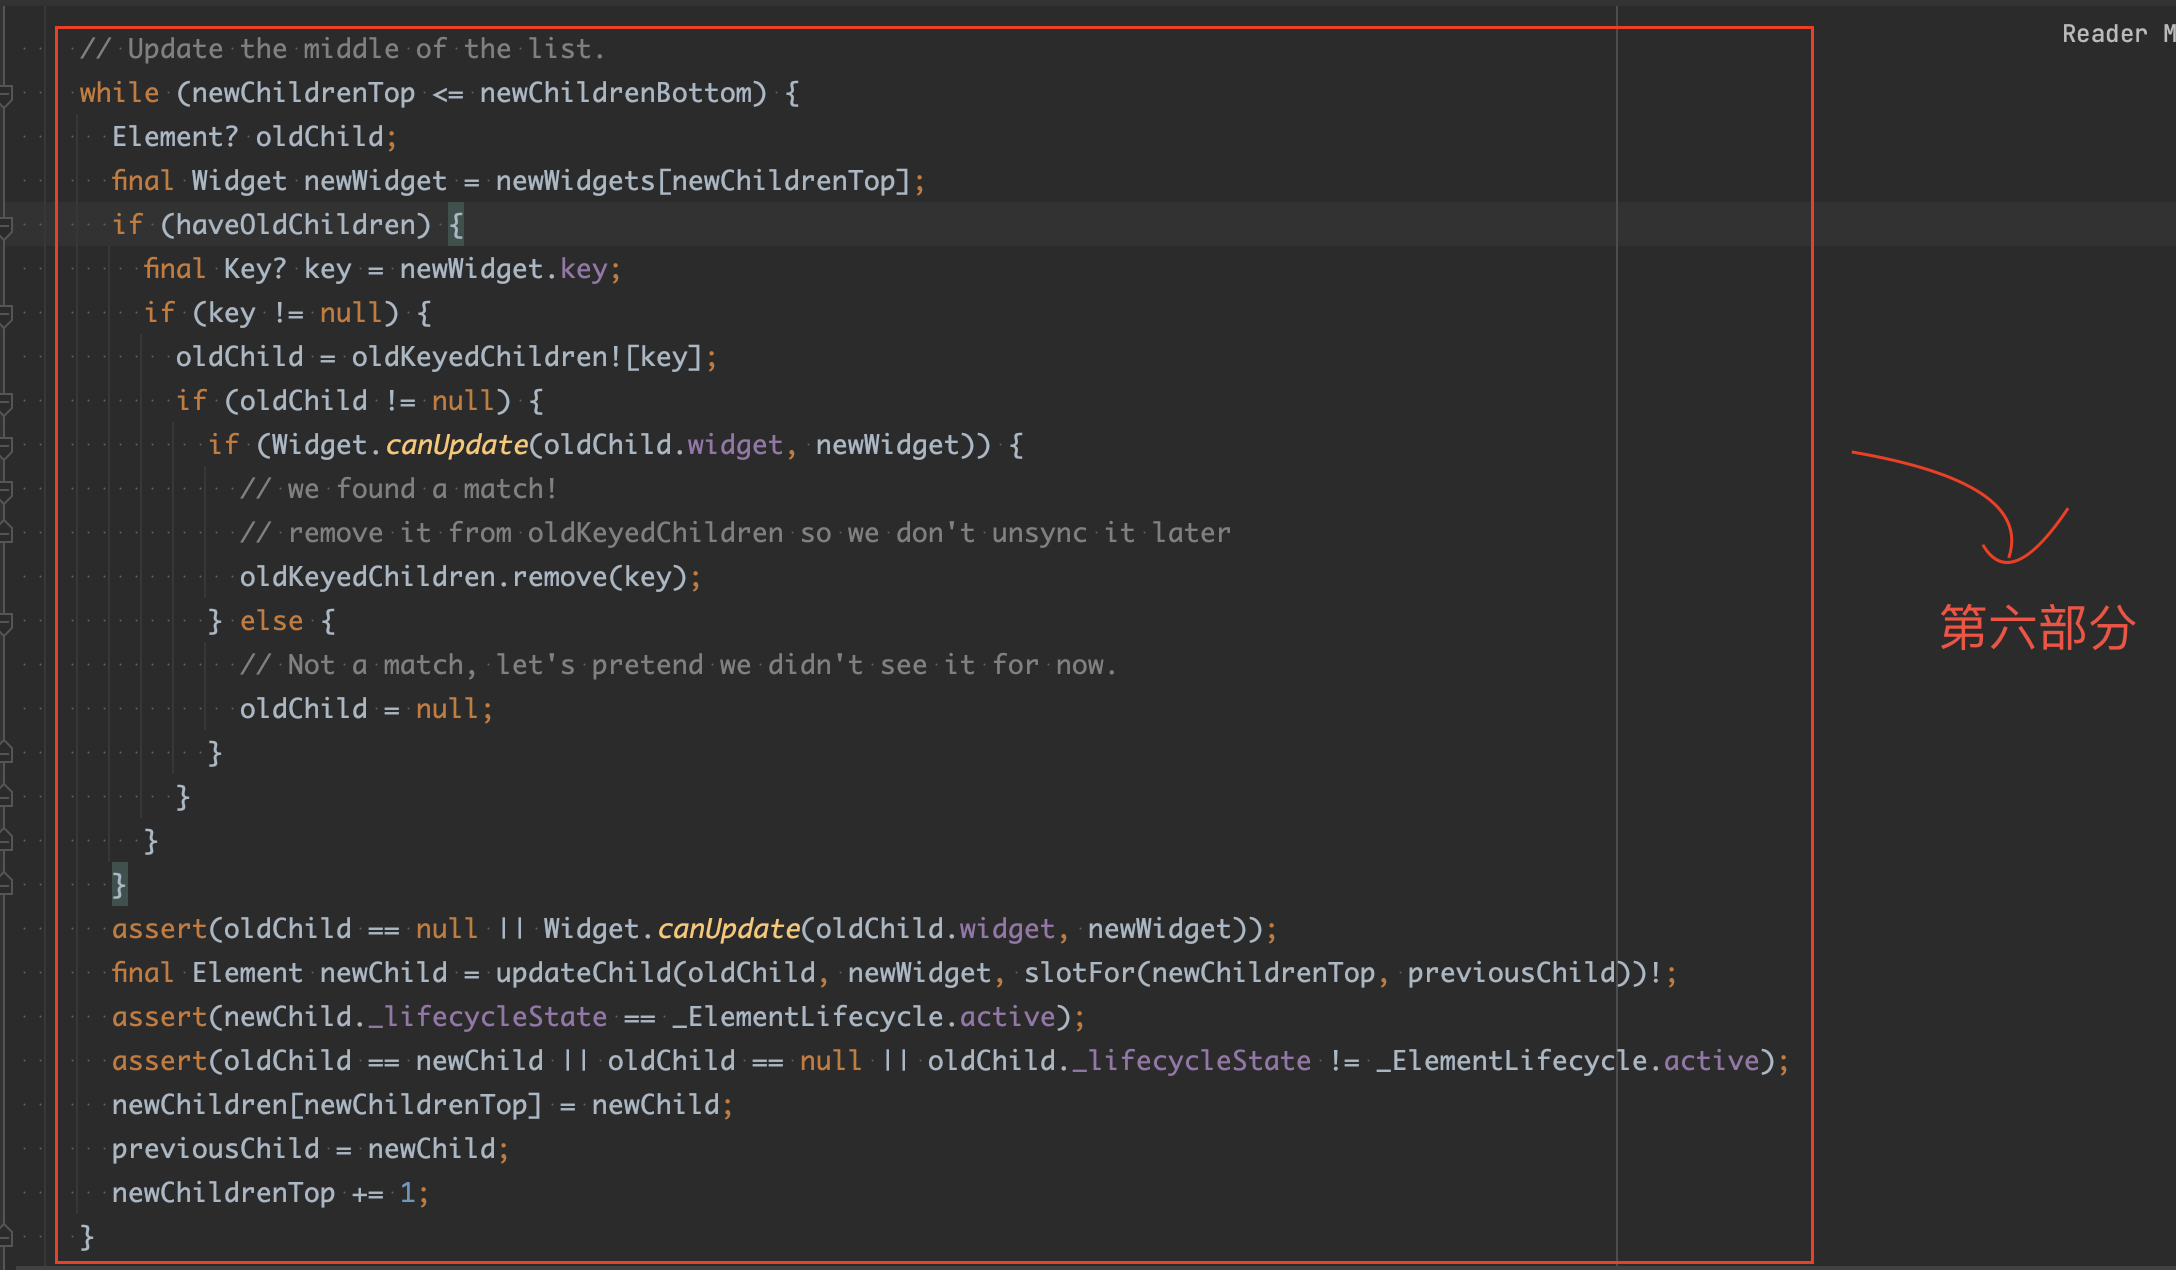 Reader M
// Update the middle of the list.
while (newChildrenTop <= newChildrenBottom) {
Element? oldChild;
final Widget newWidget = newWidgets[newChildrenTop];
if (haveOldChildren) {
final Key? key = newWidget.key;
if (key != null) {
oldChild = oldKeyedChildren![key];
if (oldChild != null) {
if (Widget.canUpdate(oldChild.widget, newWidget)) {
// we found a match!
// remove it from oldKeyedChildren so we don't unsync it later
oldKeyedChildren.remove(key);
} else {
// Not a match, let's pretend we didn't see it for now.
oldChild = null;
}
}
}
}
assert(oldChild == null || Widget.canUpdate(oldChild.widget, newWidget));
final Element newChild = updateChild(oldChild, newWidget, slotFor(newChildrenTop, previousChild))!;
assert(newChild._lifecycleState == _ElementLifecycle.active);
assert(oldChild == newChild || oldChild == null || oldChild._lifecycleState != _ElementLifecycle.active);
newChildren[newChildrenTop] = newChild;
previousChild = newChild;
newChildrenTop += 1;
}
第六部分